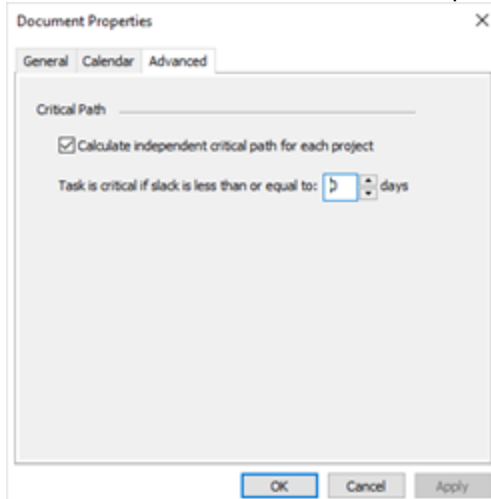 Document Properties
General Calendar Advanced
Critical Path
Calculate independent critical path for each project
Task is critical if slack is less than or equal to: days
OK Cancel Apply